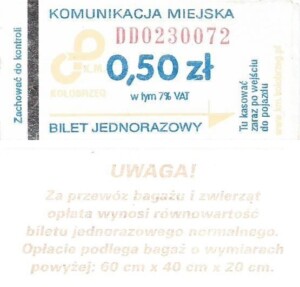 KOMUNIKACJA MIEJSKA
DD0230072
Zachować do kontroli
K.M.
KOŁOBRZEG
0,50 zł
w tym 7% VAT
BILET JEDNORAZOWY
Tu kasować
zaraz po wejściu
do pojazdu
UWAGA!
Za przewóz bagażu i zwierząt
opłata wynosi równowartość
biletu jednorazowego normalnego.
Opłacie podlega bagaż o wymiarach
powyżej: 60 cm x 40 cm x 20 cm.